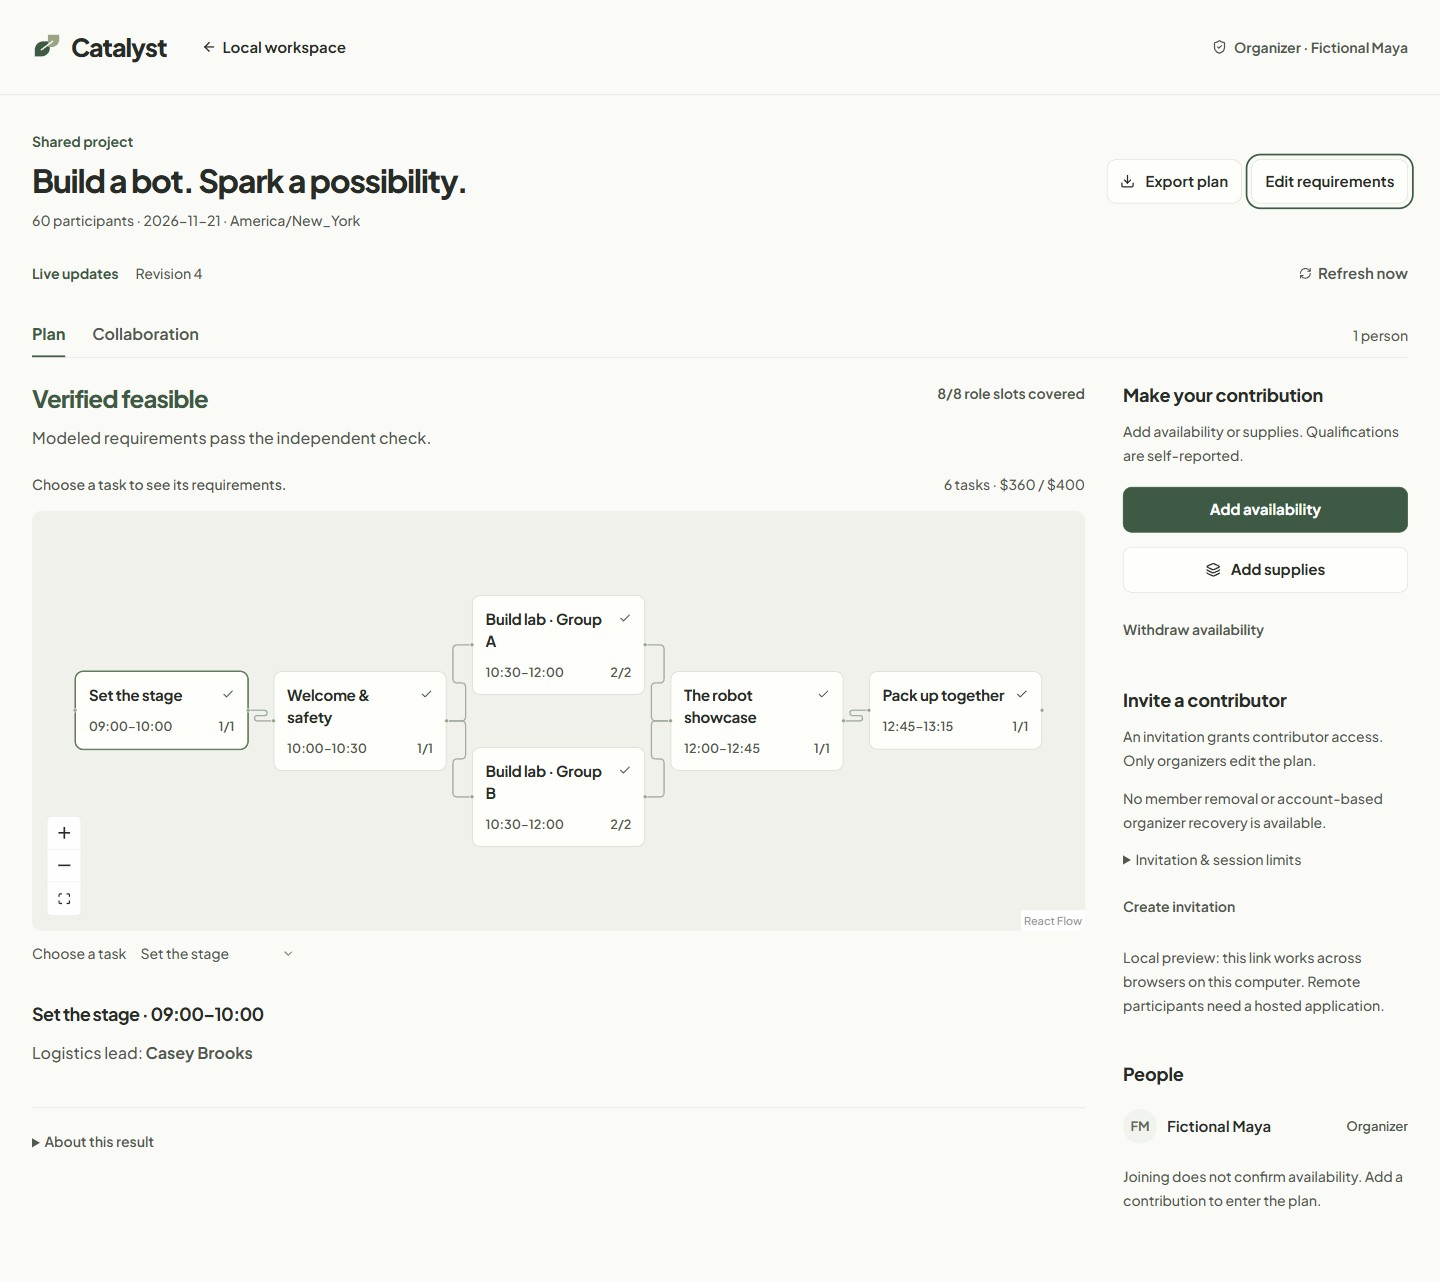 Catalyst
Local workspace
Organizer · Fictional Maya
Shared project
Build a bot. Spark a possibility.
60 participants · 2026-11-21 · America/New_York
Export plan
Edit requirements
Live updates
Revision 4
Refresh now
Plan
Collaboration
1 person
Verified feasible
8/8 role slots covered
Modeled requirements pass the independent check.
Choose a task to see its requirements.
6 tasks · $360 / $400
Set the stage
09:00–10:00
1/1
Welcome &
safety
10:00–10:30
1/1
Build lab · Group
A
10:30–12:00
2/2
Build lab · Group
B
10:30–12:00
2/2
The robot
showcase
12:00–12:45
1/1
Pack up together
12:45–13:15
1/1
React Flow
Choose a task
Set the stage
Set the stage · 09:00–10:00
Logistics lead: Casey Brooks
About this result
Make your contribution
Add availability or supplies. Qualifications
are self-reported.
Add availability
Add supplies
Withdraw availability
Invite a contributor
An invitation grants contributor access.
Only organizers edit the plan.
No member removal or account-based
organizer recovery is available.
Invitation & session limits
Create invitation
Local preview: this link works across
browsers on this computer. Remote
participants need a hosted application.
People
FM
Fictional Maya
Organizer
Joining does not confirm availability. Add a
contribution to enter the plan.